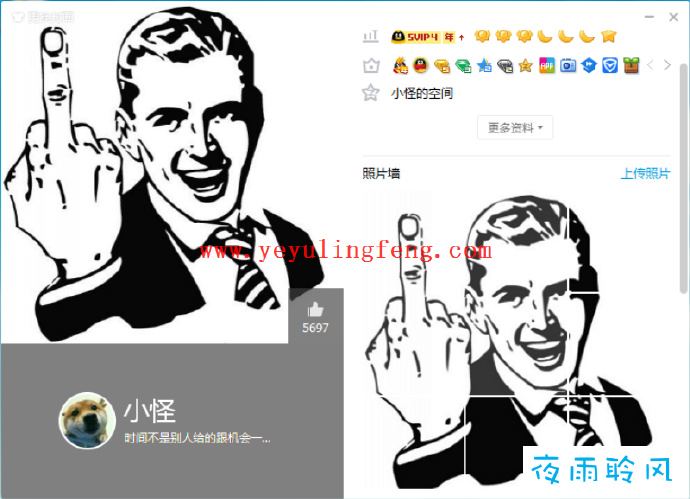 SVIP4 年
小怪的空间
更多资料
照片墙
上传照片
www.yeyulingfeng.com
5697
小怪
时间不是别人给的跟机会一...
夜雨聆风